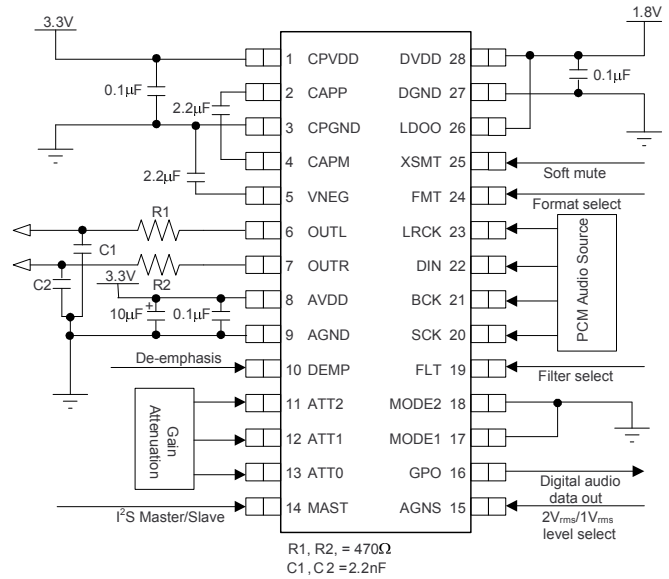 3.3V
1.8V
1 CPVDD DVDD 28
0.1μF
0.1μF
2 CAPP DGND 27
2.2μF
3 CPGND LDOO 26
4 CAPM XSMT 25
Soft mute
2.2μF
5 VNEG FMT 24
Format select
R1
6 OUTL LRCK 23
C1
7 OUTR DIN 22
C2
3.3V
R2
8 AVDD BCK 21
10μF
+
0.1μF
9 AGND SCK 20
PCM Audio Source
De-emphasis
10 DEMP FLT 19
Filter select
11 ATT2 MODE2 18
Gain
Attenuation
12 ATT1 MODE1 17
13 ATT0 GPO 16
Digital audio
data out
I²S Master/Slave
14 MAST AGNS 15
2Vrms/1Vrms
level select
R1, R2, = 470Ω
C1, C2 =2.2nF